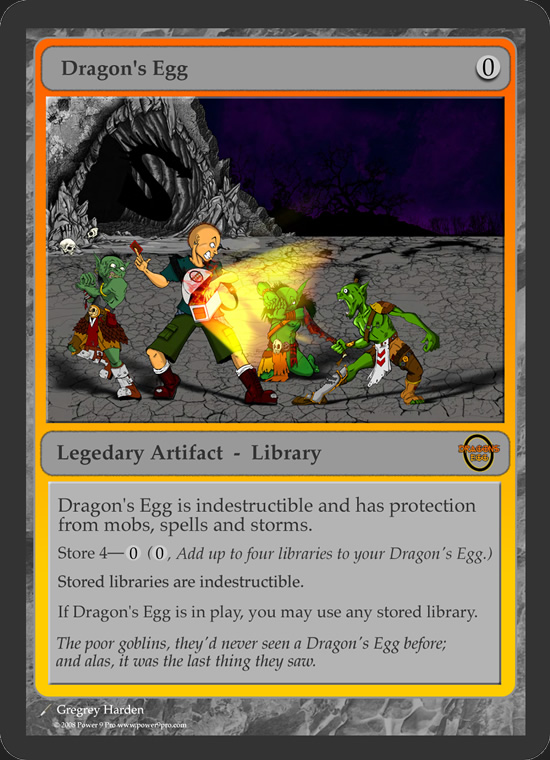 Dragon's Egg 0
Legedary Artifact - Library
DRAGONS
EGG
Dragon's Egg is indestructible and has protection
from mobs, spells and storms.
Store 4— 0 (0, Add up to four libraries to your Dragon's Egg.)
Stored libraries are indestructible.
If Dragon's Egg is in play, you may use any stored library.
The poor goblins, they'd never seen a Dragon's Egg before;
and alas, it was the last thing they saw.
Gregrey Harden
© 2008 Power 9 Pro www.power9pro.com